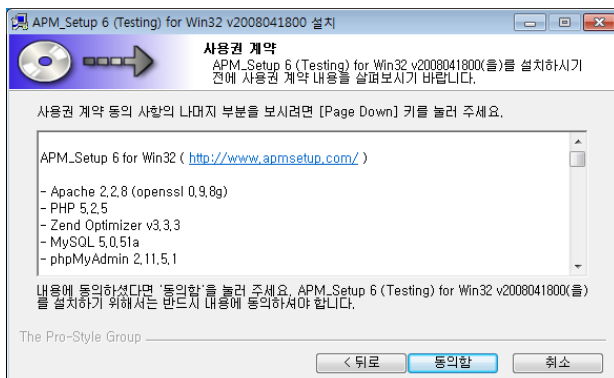 APM_Setup 6 (Testing) for Win32 v2008041800 설치
사용권 계약
APM_Setup 6 (Testing) for Win32 v2008041800(을)를 설치하시기
전에 사용권 계약 내용을 살펴보시기 바랍니다.
사용권 계약 동의 사항의 나머지 부분을 보시려면 [Page Down] 키를 눌러 주세요.
APM_Setup 6 for Win32 ( http://www.apmsetup.com/ )
- Apache 2.2.8 (openssl 0.9.8g)
- PHP 5.2.5
- Zend Optimizer v3.3.3
- MySQL 5.0.51a
- phpMyAdmin 2.11.5.1
내용에 동의하셨다면 '동의함'을 눌러 주세요. APM_Setup 6 (Testing) for Win32 v2008041800(을)
를 설치하기 위해서는 반드시 내용에 동의하셔야 합니다.
The Pro-Style Group
< 뒤로
동의함
취소